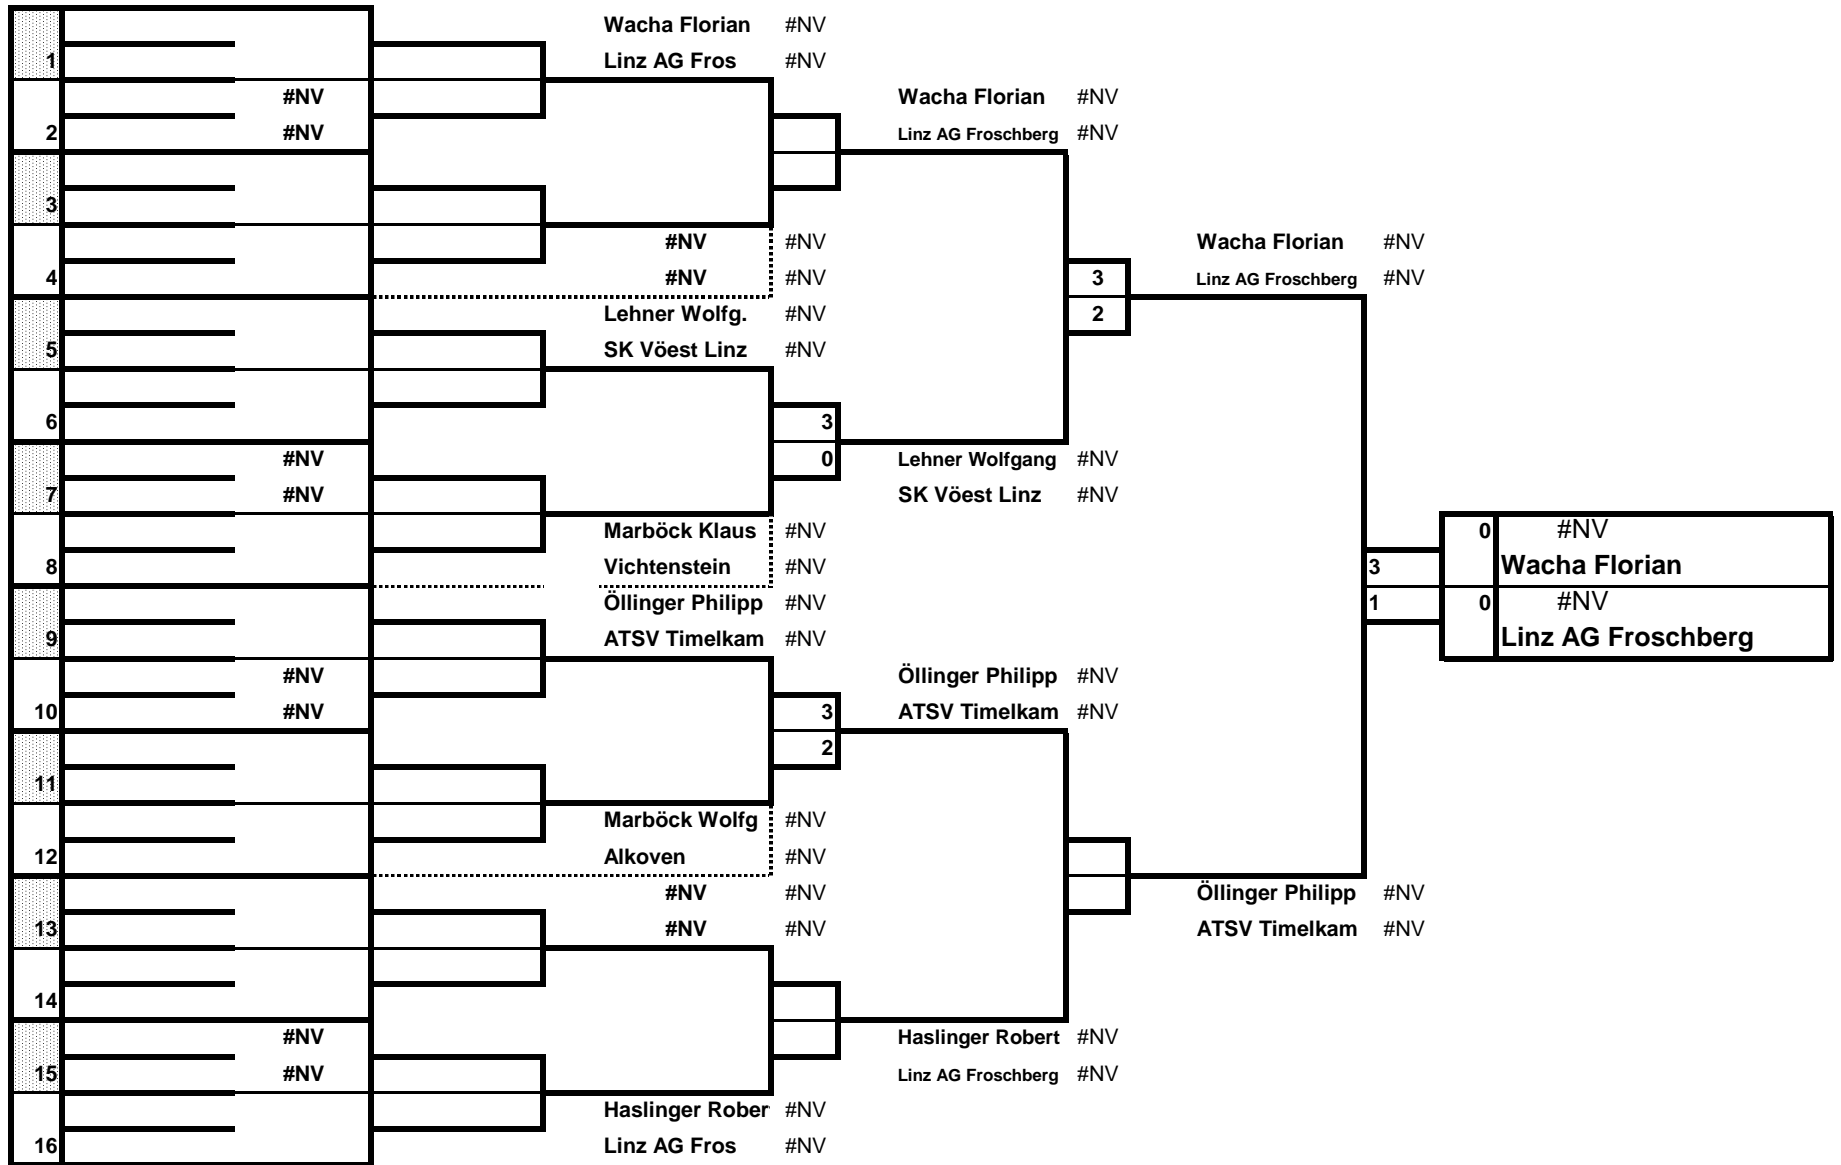 Wacha Florian #NV
1 Linz AG Fros #NV
#NV Wacha Florian #NV
2 #NV Linz AG Froschberg #NV
3
#NV #NV Wacha Florian #NV
4 #NV #NV 3 Linz AG Froschberg #NV
Lehner Wolfg. #NV 2
5 SK Vöest Linz #NV
6 3
#NV 0 Lehner Wolfgang #NV
7 #NV SK Vöest Linz #NV
Marböck Klaus #NV 0 #NV
8 Vichtenstein #NV 3 Wacha Florian
Öllinger Philipp #NV 1 0 #NV
9 ATSV Timelkam #NV Linz AG Froschberg
#NV Öllinger Philipp #NV
10 #NV 3 ATSV Timelkam #NV
2
11
Marböck Wolfg #NV
12 Alkoven #NV
#NV #NV Öllinger Philipp #NV
13 #NV #NV ATSV Timelkam #NV
14
#NV Haslinger Robert #NV
15 #NV Linz AG Froschberg #NV
Haslinger Rober #NV
16 Linz AG Fros #NV